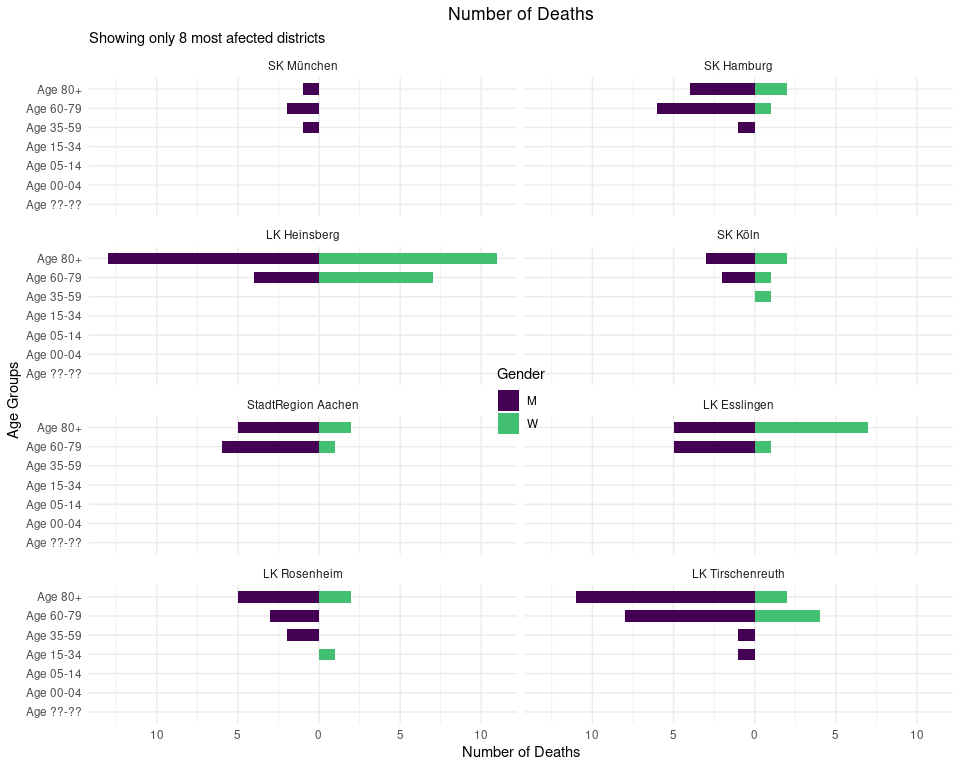 Number of Deaths
Showing only 8 most afected districts
SK München
SK Hamburg
Age 80+
Age 60-79
Age 35-59
Age 15-34
Age 05-14
Age 00-04
Age ??-??
LK Heinsberg
SK Köln
Age 80+
Age 60-79
Age 35-59
Age 15-34
Age 05-14
Age 00-04
Age ??-??
Age Groups
Gender
M
W
StadtRegion Aachen
LK Esslingen
Age 80+
Age 60-79
Age 35-59
Age 15-34
Age 05-14
Age 00-04
Age ??-??
LK Rosenheim
LK Tirschenreuth
Age 80+
Age 60-79
Age 35-59
Age 15-34
Age 05-14
Age 00-04
Age ??-??
10 5 0 5 10 10 5 0 5 10
Number of Deaths